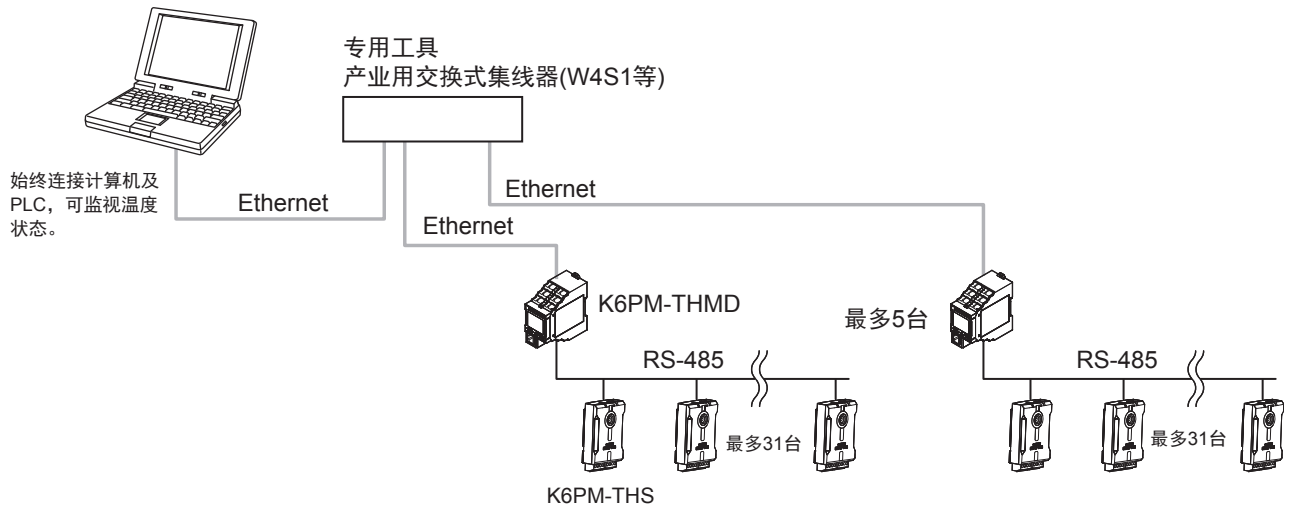 专用工具
产业用交换式集线器(W4S1等)
始终连接计算机及
PLC，可监视温度
状态。
Ethernet
Ethernet
Ethernet
K6PM-THMD
最多5台
RS-485
RS-485
最多31台
最多31台
K6PM-THS